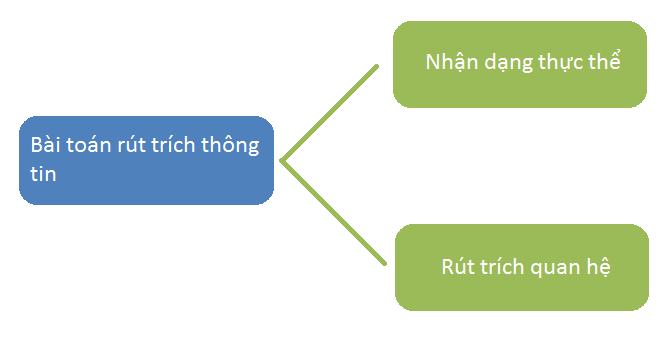 Nhận dạng thực thể
Bài toán rút trích thông
tin
Rút trích quan hệ